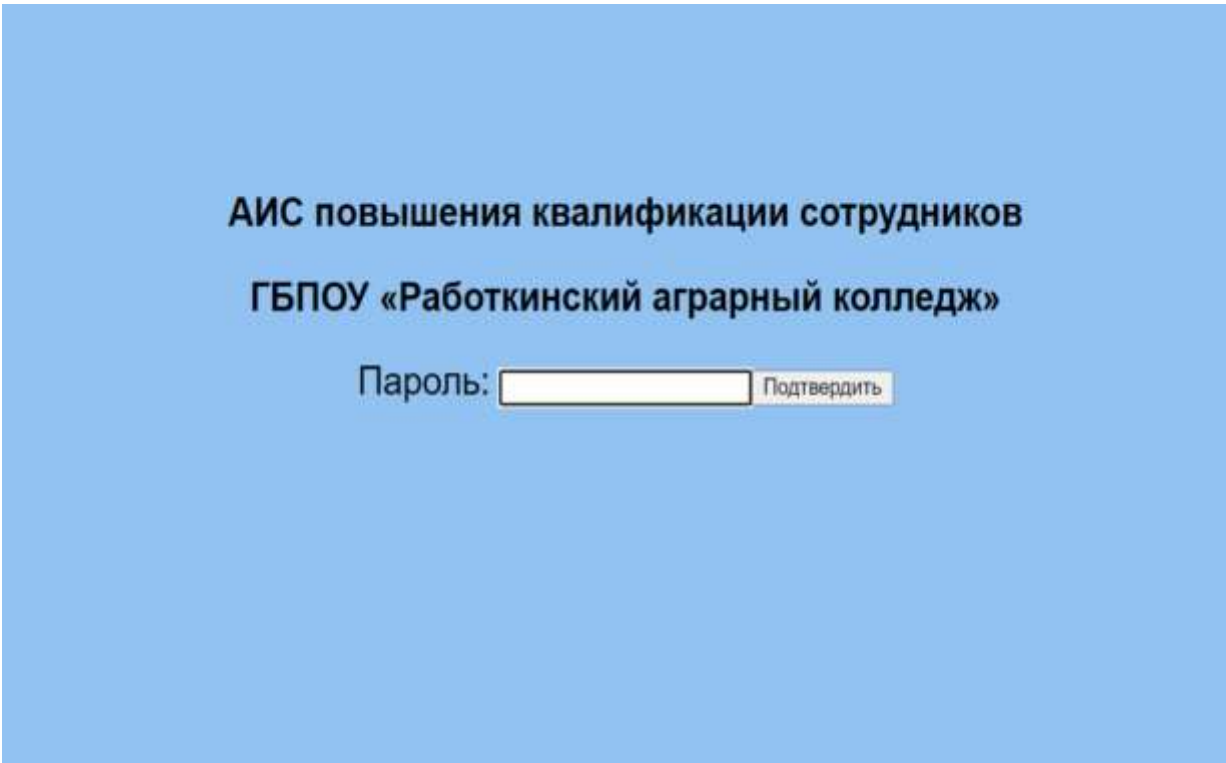 АИС повышения квалификации сотрудников
ГБПОУ «Работкинский аграрный колледж»
Пароль: Подтвердить